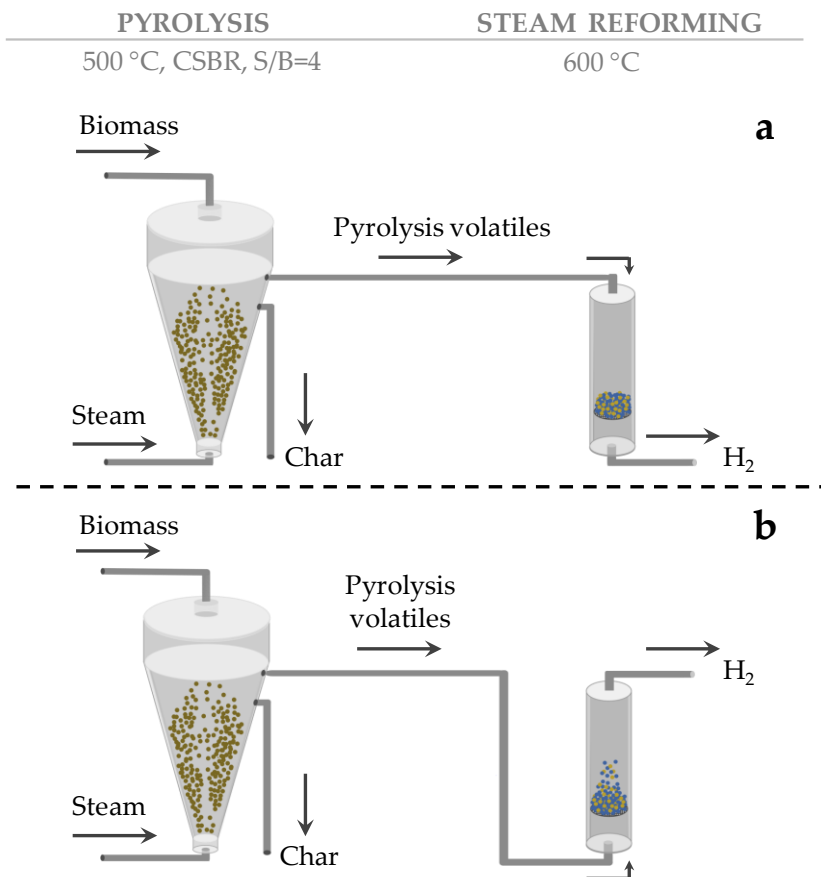 PYROLYSIS STEAM REFORMING
500 °C, CSBR, S/B=4 600 °C
a
Biomass
Pyrolysis volatiles
Steam
Char
H₂
b
Biomass
Pyrolysis
volatiles
H₂
Steam
Char